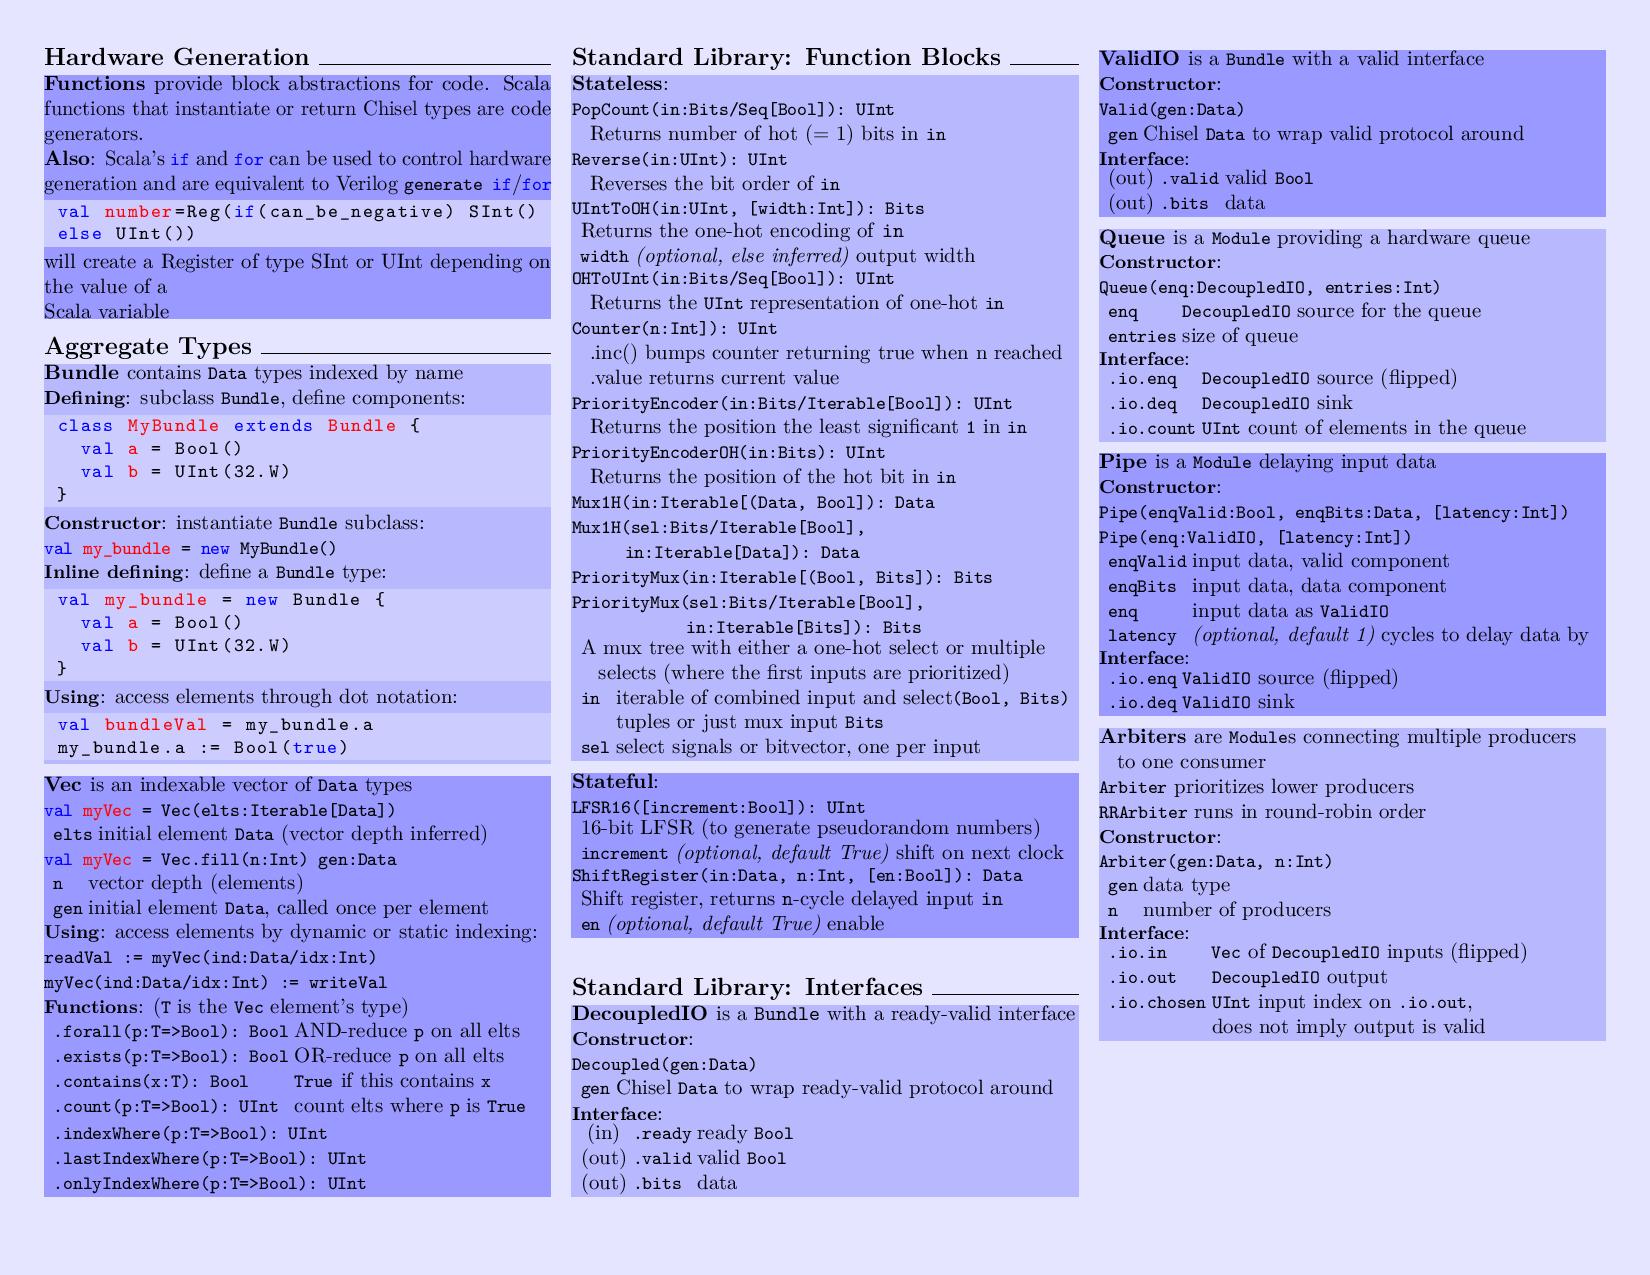 Hardware Generation
Functions provide block abstractions for code. Scala
functions that instantiate or return Chisel types are code
generators.
Also: Scala's if and for can be used to control hardware
generation and are equivalent to Verilog generate if/for
val number=Reg(if(can_be_negative) SInt()
else UInt())
will create a Register of type SInt or UInt depending on
the value of a
Scala variable
Aggregate Types
Bundle contains Data types indexed by name
Defining: subclass Bundle, define components:
class MyBundle extends Bundle {
val a = Bool()
val b = UInt(32.W)
}
Constructor: instantiate Bundle subclass:
val my_bundle = new MyBundle()
Inline defining: define a Bundle type:
val my_bundle = new Bundle {
val a = Bool()
val b = UInt(32.W)
}
Using: access elements through dot notation:
val bundleVal = my_bundle.a
my_bundle.a := Bool(true)
Vec is an indexable vector of Data types
val myVec = Vec(elts:Iterable[Data])
elts initial element Data (vector depth inferred)
val myVec = Vec.fill(n:Int) gen:Data
n vector depth (elements)
gen initial element Data, called once per element
Using: access elements by dynamic or static indexing:
readVal := myVec(ind:Data/idx:Int)
myVec(ind:Data/idx:Int) := writeVal
Functions: (T is the Vec element's type)
.forall(p:T=>Bool): Bool AND-reduce p on all elts
.exists(p:T=>Bool): Bool OR-reduce p on all elts
.contains(x:T): Bool True if this contains x
.count(p:T=>Bool): UInt count elts where p is True
.indexWhere(p:T=>Bool): UInt
.lastIndexWhere(p:T=>Bool): UInt
.onlyIndexWhere(p:T=>Bool): UInt
Standard Library: Function Blocks
Stateless:
PopCount(in:Bits/Seq[Bool]): UInt
Returns number of hot (= 1) bits in in
Reverse(in:UInt): UInt
Reverses the bit order of in
UIntToOH(in:UInt, [width:Int]): Bits
Returns the one-hot encoding of in
width (optional, else inferred) output width
OHToUInt(in:Bits/Seq[Bool]): UInt
Returns the UInt representation of one-hot in
Counter(n:Int]): UInt
.inc() bumps counter returning true when n reached
.value returns current value
PriorityEncoder(in:Bits/Iterable[Bool]): UInt
Returns the position the least significant 1 in in
PriorityEncoderOH(in:Bits): UInt
Returns the position of the hot bit in in
Mux1H(in:Iterable[(Data, Bool]): Data
Mux1H(sel:Bits/Iterable[Bool],
in:Iterable[Data]): Data
PriorityMux(in:Iterable[(Bool, Bits]): Bits
PriorityMux(sel:Bits/Iterable[Bool],
in:Iterable[Bits]): Bits
A mux tree with either a one-hot select or multiple
selects (where the first inputs are prioritized)
in iterable of combined input and select(Bool, Bits)
tuples or just mux input Bits
sel select signals or bitvector, one per input
Stateful:
LFSR16([increment:Bool]): UInt
16-bit LFSR (to generate pseudorandom numbers)
increment (optional, default True) shift on next clock
ShiftRegister(in:Data, n:Int, [en:Bool]): Data
Shift register, returns n-cycle delayed input in
en (optional, default True) enable
Standard Library: Interfaces
DecoupledIO is a Bundle with a ready-valid interface
Constructor:
Decoupled(gen:Data)
gen Chisel Data to wrap ready-valid protocol around
Interface:
(in) .ready ready Bool
(out) .valid valid Bool
(out) .bits data
ValidIO is a Bundle with a valid interface
Constructor:
Valid(gen:Data)
gen Chisel Data to wrap valid protocol around
Interface:
(out) .valid valid Bool
(out) .bits data
Queue is a Module providing a hardware queue
Constructor:
Queue(enq:DecoupledIO, entries:Int)
enq DecoupledIO source for the queue
entries size of queue
Interface:
.io.enq DecoupledIO source (flipped)
.io.deq DecoupledIO sink
.io.count UInt count of elements in the queue
Pipe is a Module delaying input data
Constructor:
Pipe(enqValid:Bool, enqBits:Data, [latency:Int])
Pipe(enq:ValidIO, [latency:Int])
enqValid input data, valid component
enqBits input data, data component
enq input data as ValidIO
latency (optional, default 1) cycles to delay data by
Interface:
.io.enq ValidIO source (flipped)
.io.deq ValidIO sink
Arbiters are Modules connecting multiple producers
to one consumer
Arbiter prioritizes lower producers
RRArbiter runs in round-robin order
Constructor:
Arbiter(gen:Data, n:Int)
gen data type
n number of producers
Interface:
.io.in Vec of DecoupledIO inputs (flipped)
.io.out DecoupledIO output
.io.chosen UInt input index on .io.out,
does not imply output is valid